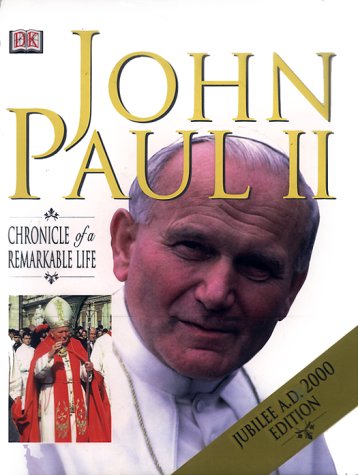 DK
JOHN
PAUL II
CHRONICLE of a
REMARKABLE LIFE
JUBILEE A.D. 2000
EDITION